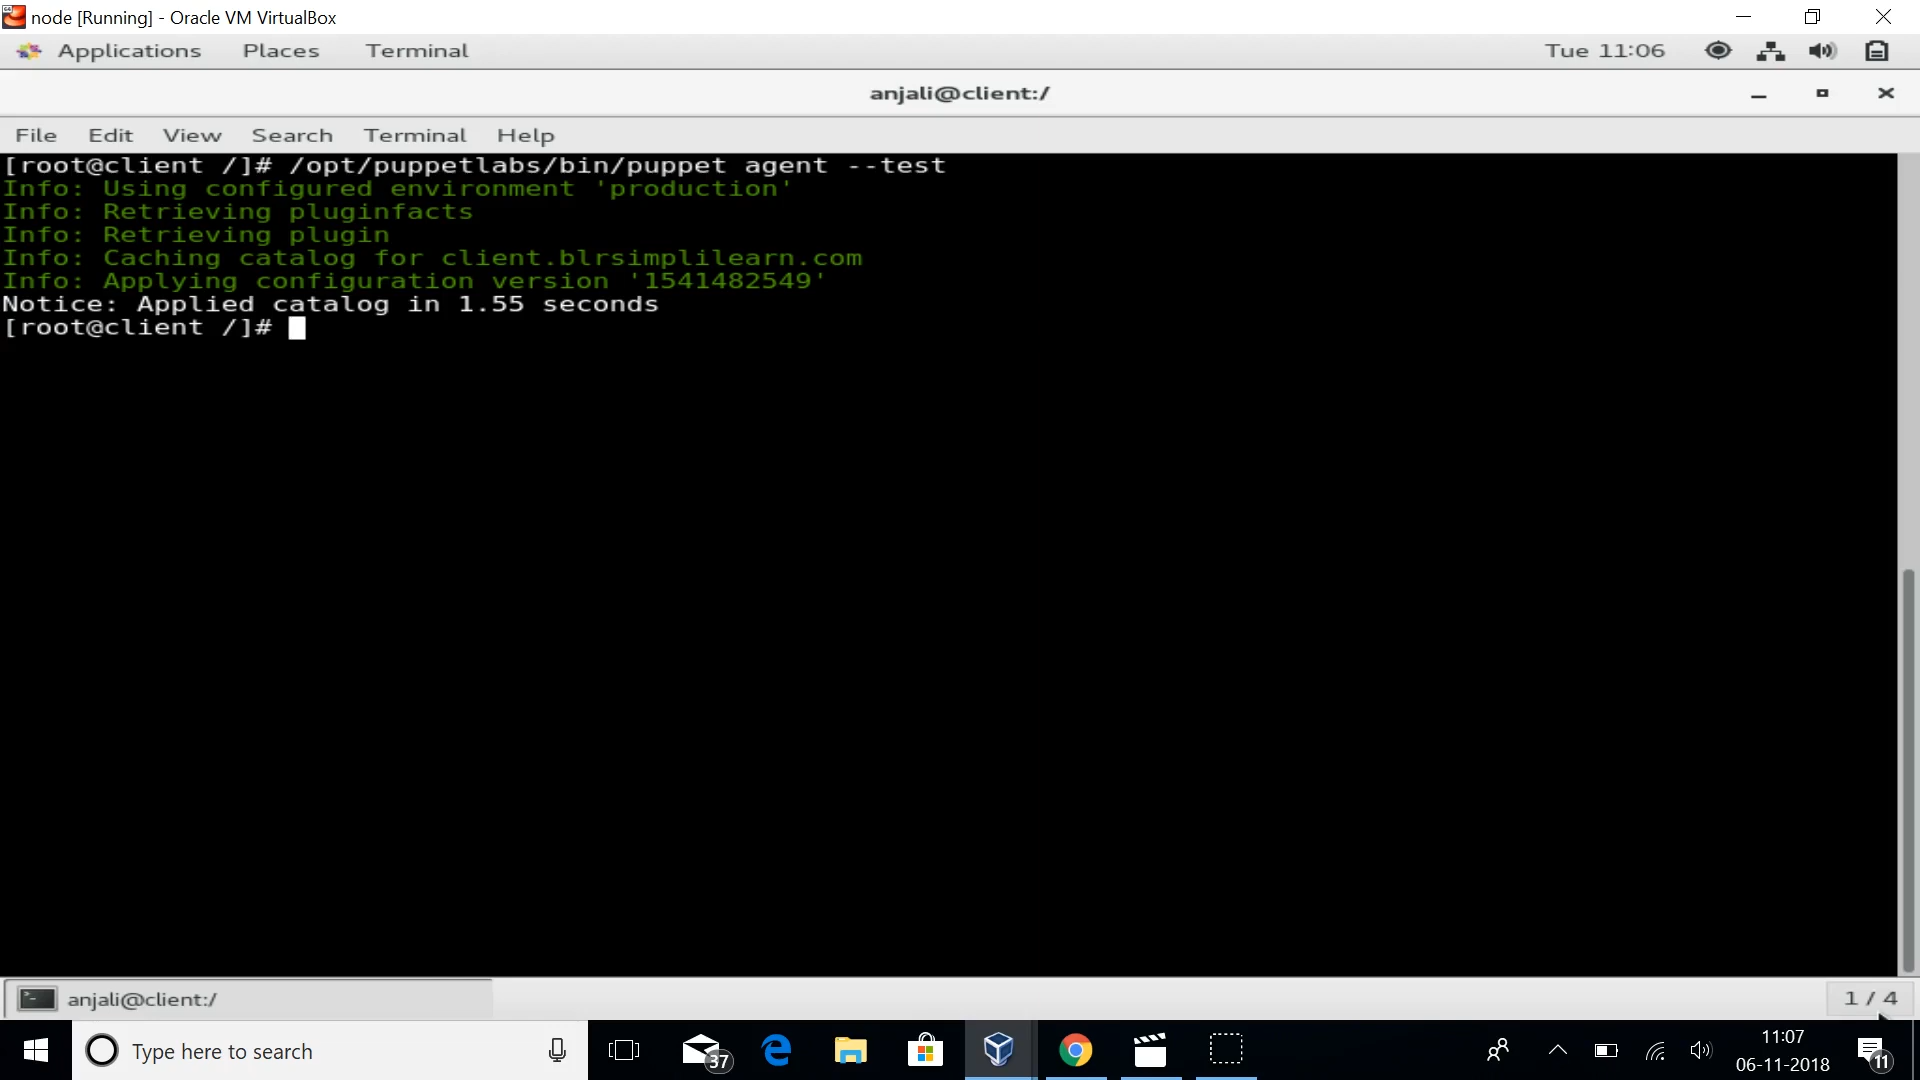 node [Running] - Oracle VM VirtualBox
Applications Places Terminal Tue 11:06
anjali@client:/
File Edit View Search Terminal Help
[root@client /]# /opt/puppetlabs/bin/puppet agent --test
Info: Using configured environment 'production'
Info: Retrieving pluginfacts
Info: Retrieving plugin
Info: Caching catalog for client.blrsimplilearn.com
Info: Applying configuration version '1541482549'
Notice: Applied catalog in 1.55 seconds
[root@client /]#
anjali@client:/ 1 / 4
Type here to search 37 11:07
06-11-2018 11